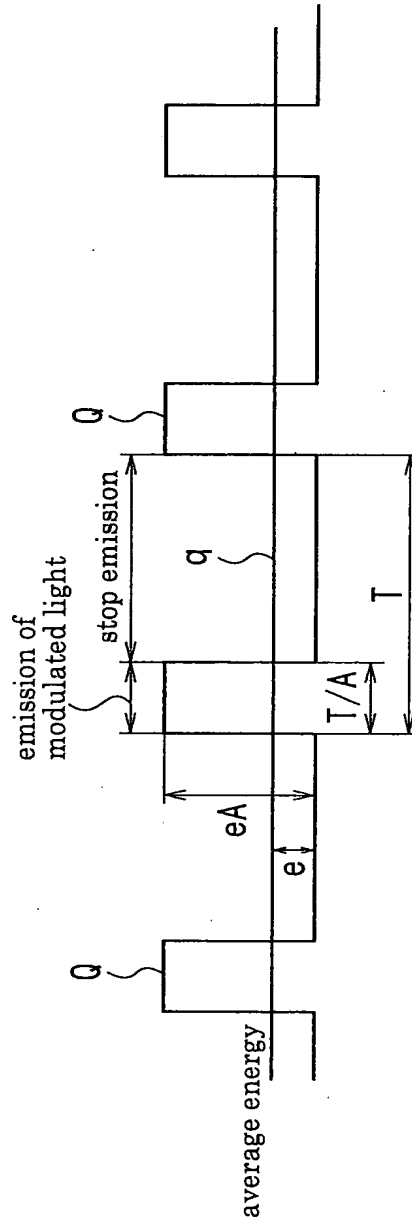 emission of
modulated light
stop emission
Q
Q
q
eA
e
T/A
T
average energy